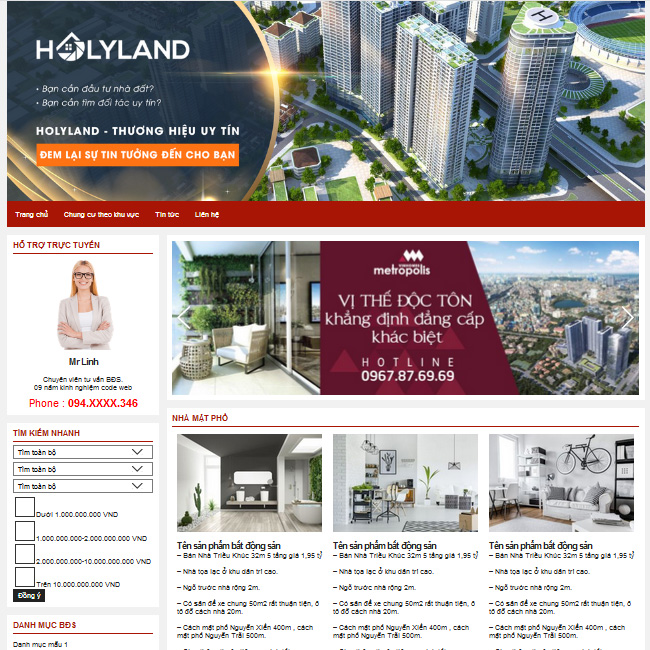 HOLYLAND
• Bạn cần đầu tư nhà đất?
• Bạn cần tìm đối tác uy tín?
HOLYLAND - THƯƠNG HIỆU UY TÍN
ĐEM LẠI SỰ TIN TƯỞNG ĐẾN CHO BẠN
H
Trang chủ Chung cư theo khu vực Tin tức Liên hệ
HỖ TRỢ TRỰC TUYẾN
Mr Linh
Chuyên viên tư vấn BĐS.
09 năm kinh nghiệm code web
Phone : 094.XXXX.346
metropolis
VỊ THẾ ĐỘC TÔN
khẳng định đẳng cấp
khác biệt
HOTLINE
0967.87.69.69
TÌM KIẾM NHANH
Tìm toàn bộ
Tìm toàn bộ
Tìm toàn bộ
Dưới 1.000.000.000 VND
1.000.000.000-2.000.000.000 VND
2.000.000.000-10.000.000.000 VND
Trên 10.000.000.000 VND
Đồng ý
DANH MỤC BĐS
Danh mục mẫu 1
NHÀ MẶT PHỐ
Tên sản phẩm bất động sản
– Bán Nhà Triều Khúc 32m 5 tầng giá 1,95 tỷ
– Nhà tọa lạc ở khu dân trí cao.
– Ngõ trước nhà rộng 2m.
– Có sân để xe chung 50m2 rất thuận tiện, ô
tô đỗ cách nhà 20m.
– Cách mặt phố Nguyễn Xiển 400m , cách
mặt phố Nguyễn Trãi 500m.
Tên sản phẩm bất động sản
– Bán Nhà Triều Khúc 32m 5 tầng giá 1,95 tỷ
– Nhà tọa lạc ở khu dân trí cao.
– Ngõ trước nhà rộng 2m.
– Có sân để xe chung 50m2 rất thuận tiện, ô
tô đỗ cách nhà 20m.
– Cách mặt phố Nguyễn Xiển 400m , cách
mặt phố Nguyễn Trãi 500m.
Tên sản phẩm bất động sản
– Bán Nhà Triều Khúc 32m 5 tầng giá 1,95 tỷ
– Nhà tọa lạc ở khu dân trí cao.
– Ngõ trước nhà rộng 2m.
– Có sân để xe chung 50m2 rất thuận tiện, ô
tô đỗ cách nhà 20m.
– Cách mặt phố Nguyễn Xiển 400m , cách
mặt phố Nguyễn Trãi 500m.